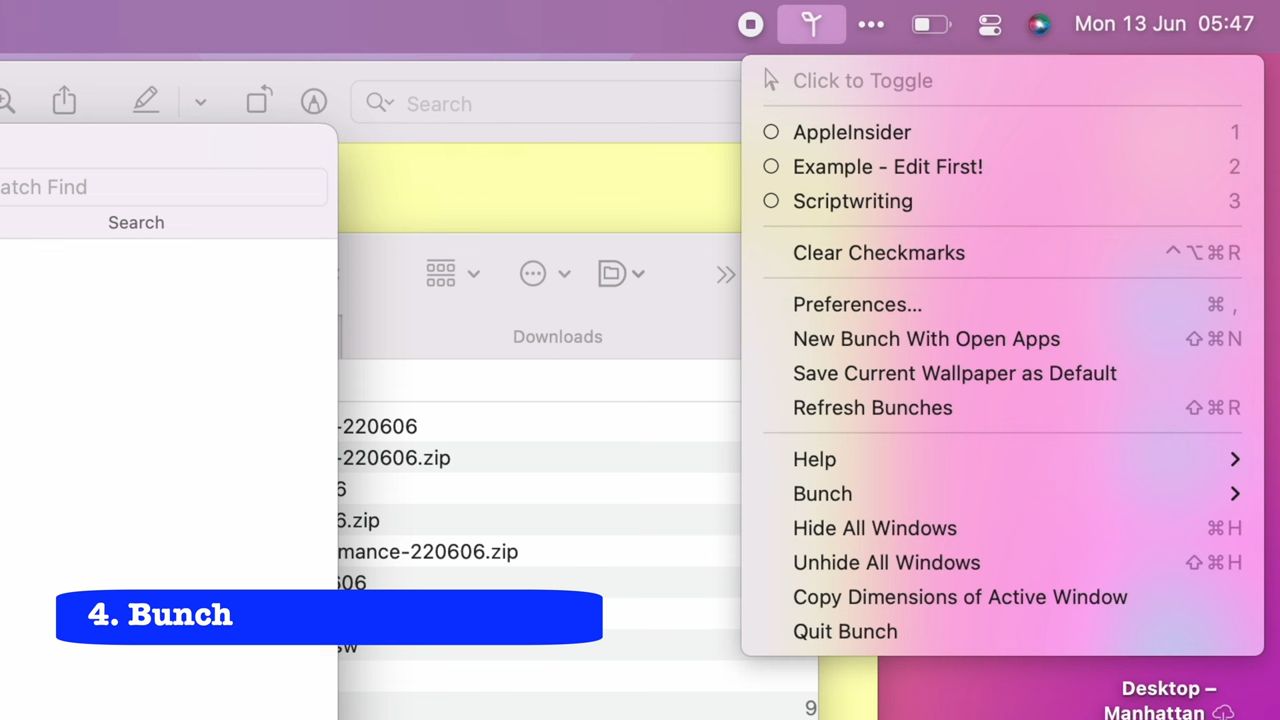 Mon 13 Jun 05:47
Search
Click to Toggle
AppleInsider 1
Example - Edit First! 2
Scriptwriting 3
Clear Checkmarks ^⌥⌘R
Preferences... ⌘ ,
New Bunch With Open Apps ⇧⌘N
Save Current Wallpaper as Default
Refresh Bunches ⇧⌘R
Help
Bunch
Hide All Windows ⌘H
Unhide All Windows ⇧⌘H
Copy Dimensions of Active Window
Quit Bunch
atch Find
Search
Downloads
-220606
-220606.zip
6
6.zip
mance-220606.zip
606
4. Bunch
sw
9
Desktop –
Manhattan